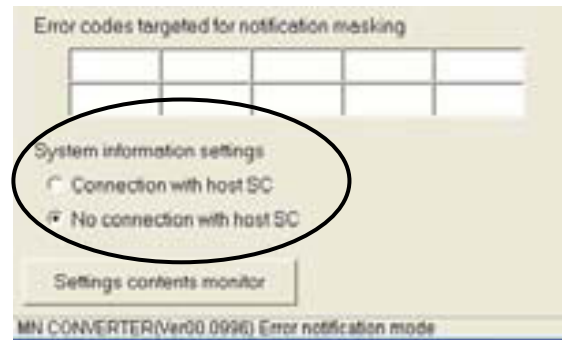 Error codes targeted for notification masking
System information settings
Connection with host SC
No connection with host SC
Settings contents monitor
MN CONVERTER(Ver00.0996) Error notification mode